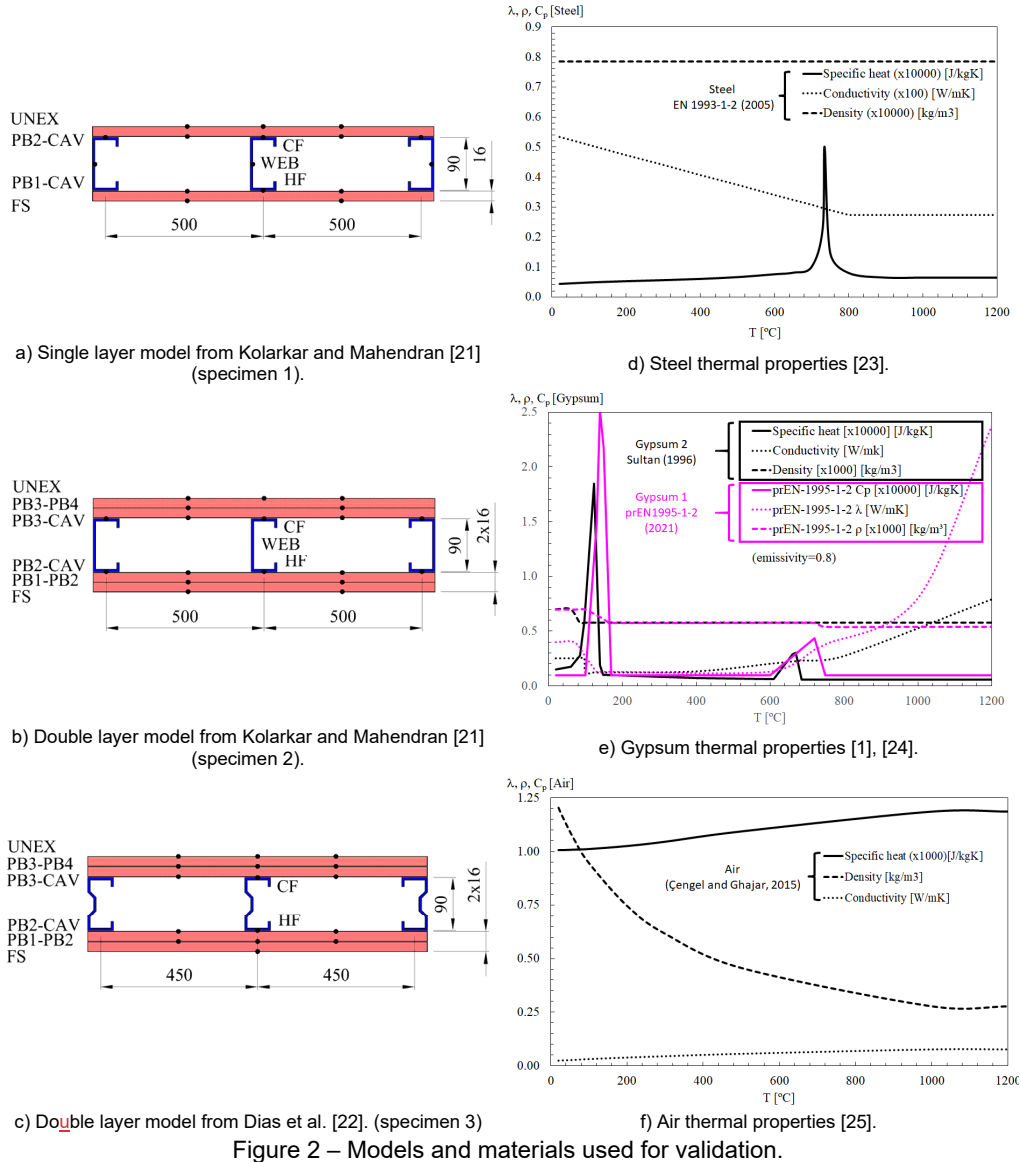 UNEX
PB2-CAV
PB1-CAV
FS
CF
WEB
HF
90
16
500
500
a) Single layer model from Kolarkar and Mahendran [21]
(specimen 1).
λ, ρ, Cp [Steel]
0.9
0.8
0.7
0.6
0.5
0.4
0.3
0.2
0.1
0.0
Steel
EN 1993-1-2 (2005)
Specific heat (x10000) [J/kgK]
Conductivity (x100) [W/mK]
Density (x10000) [kg/m3]
0
200
400
600
800
1000
1200
T [ºC]
d) Steel thermal properties [23].
UNEX
PB3-PB4
PB3-CAV
PB2-CAV
PB1-PB2
FS
CF
WEB
HF
90
2x16
500
500
b) Double layer model from Kolarkar and Mahendran [21]
(specimen 2).
λ, ρ, Cp [Gypsum]
2.5
2.0
1.5
1.0
0.5
0.0
Gypsum 2
Sultan (1996)
Specific heat [x10000] [J/kgK]
Conductivity [W/mk]
Density [x1000] [kg/m3]
Gypsum 1
prEN1995-1-2
(2021)
prEN-1995-1-2 Cp [x10000] [J/kgK]
prEN-1995-1-2 λ [W/mK]
prEN-1995-1-2 ρ [x1000] [kg/m³]
(emissivity=0.8)
0
200
400
600
800
1000
1200
T [ºC]
e) Gypsum thermal properties [1], [24].
UNEX
PB3-PB4
PB3-CAV
PB2-CAV
PB1-PB2
FS
CF
HF
90
2x16
450
450
c) Double layer model from Dias et al. [22]. (specimen 3)
λ, ρ, Cp [Air]
1.25
1.00
0.75
0.50
0.25
0.00
Air
(Çengel and Ghajar, 2015)
Specific heat (x1000)[J/kgK]
Density [kg/m3]
Conductivity [W/mK]
0
200
400
600
800
1000
1200
T [ºC]
f) Air thermal properties [25].
Figure 2 – Models and materials used for validation.